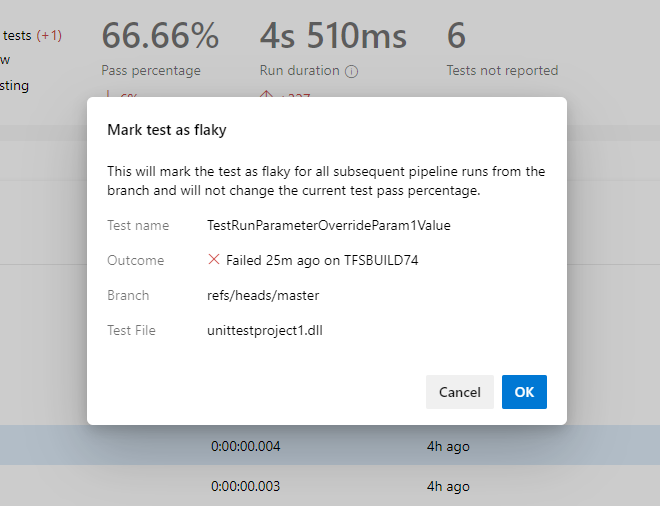 tests (+1)
w
sting
66.66%
Pass percentage
4s 510ms
Run duration
6
Tests not reported
Mark test as flaky
This will mark the test as flaky for all subsequent pipeline runs from the
branch and will not change the current test pass percentage.
Test name TestRunParameterOverrideParam1Value
Outcome Failed 25m ago on TFSBUILD74
Branch refs/heads/master
Test File unittestproject1.dll
Cancel OK
0:00:00.004 4h ago
0:00:00.003 4h ago